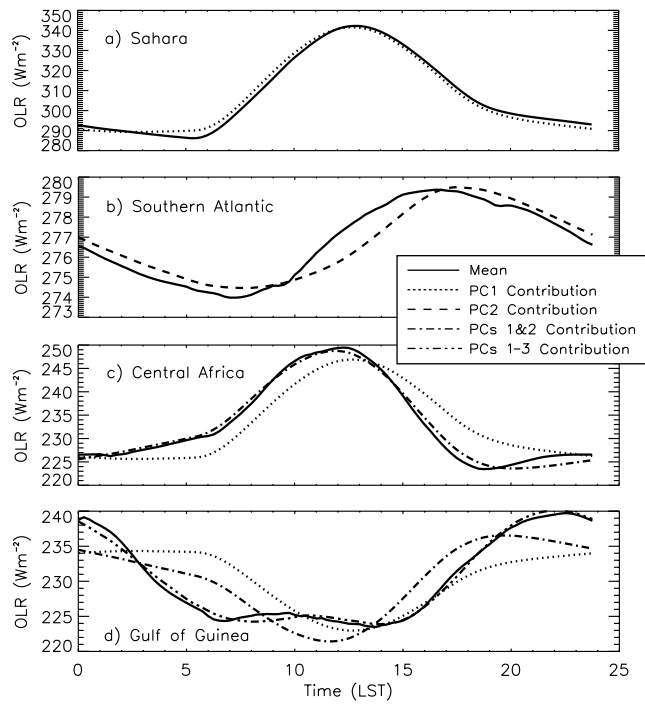 350
340
330
320
310
300
290
280
OLR (Wm⁻²)
a) Sahara
280
279
277
276
275
274
273
OLR (Wm⁻²)
b) Southern Atlantic
Mean
PC1 Contribution
PC2 Contribution
PCs 1&2 Contribution
PCs 1–3 Contribution
250
245
240
235
230
225
220
OLR (Wm⁻²)
c) Central Africa
240
235
230
225
220
OLR (Wm⁻²)
d) Gulf of Guinea
0 5 10 15 20 25
Time (LST)